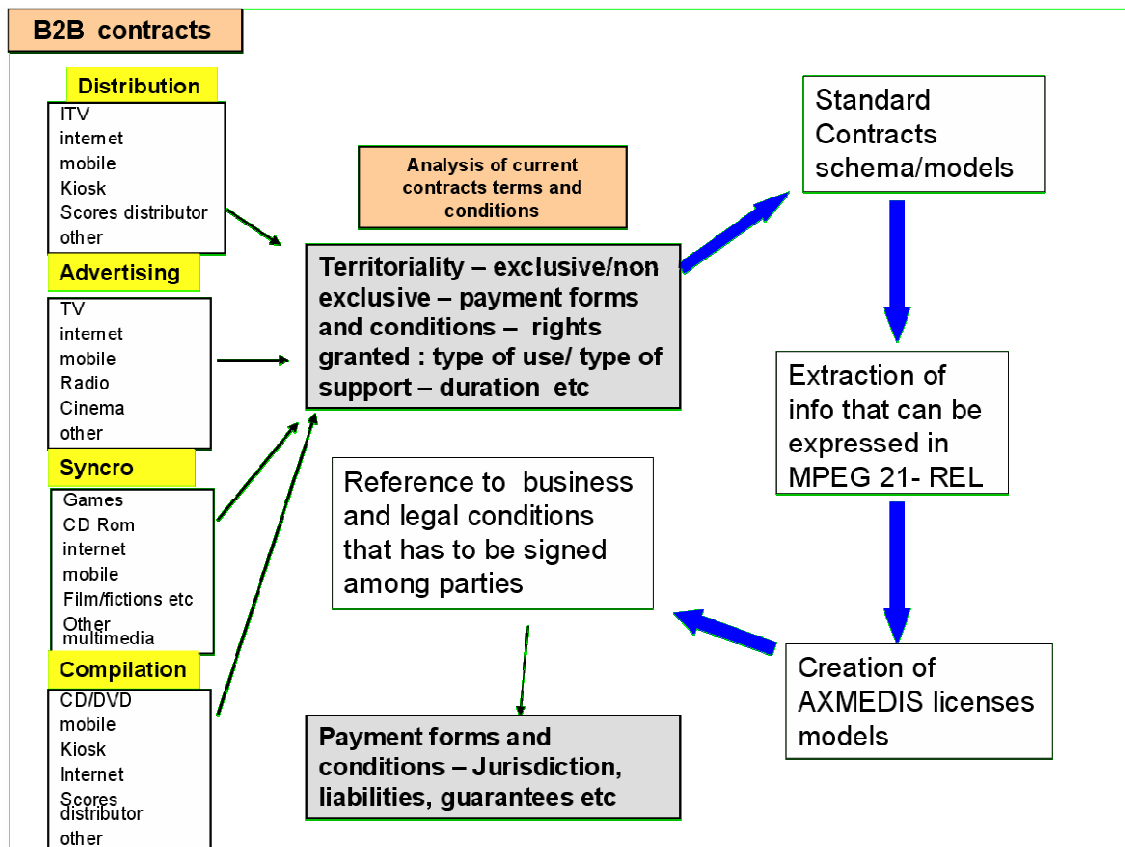 B2B contracts
Distribution
ITV
internet
mobile
Kiosk
Scores distributor
other
Advertising
TV
internet
mobile
Radio
Cinema
other
Syncro
Games
CD Rom
internet
mobile
Film/fictions etc
Other
multimedia
Compilation
CD/DVD
mobile
Kiosk
Internet
Scores
distributor
other
Analysis of current
contracts terms and
conditions
Territoriality – exclusive/non
exclusive – payment forms
and conditions – rights
granted : type of use/ type of
support – duration etc
Standard
Contracts
schema/models
Extraction of
info that can be
expressed in
MPEG 21- REL
Creation of
AXMEDIS licenses
models
Reference to business
and legal conditions
that has to be signed
among parties
Payment forms and
conditions – Jurisdiction,
liabilities, guarantees etc